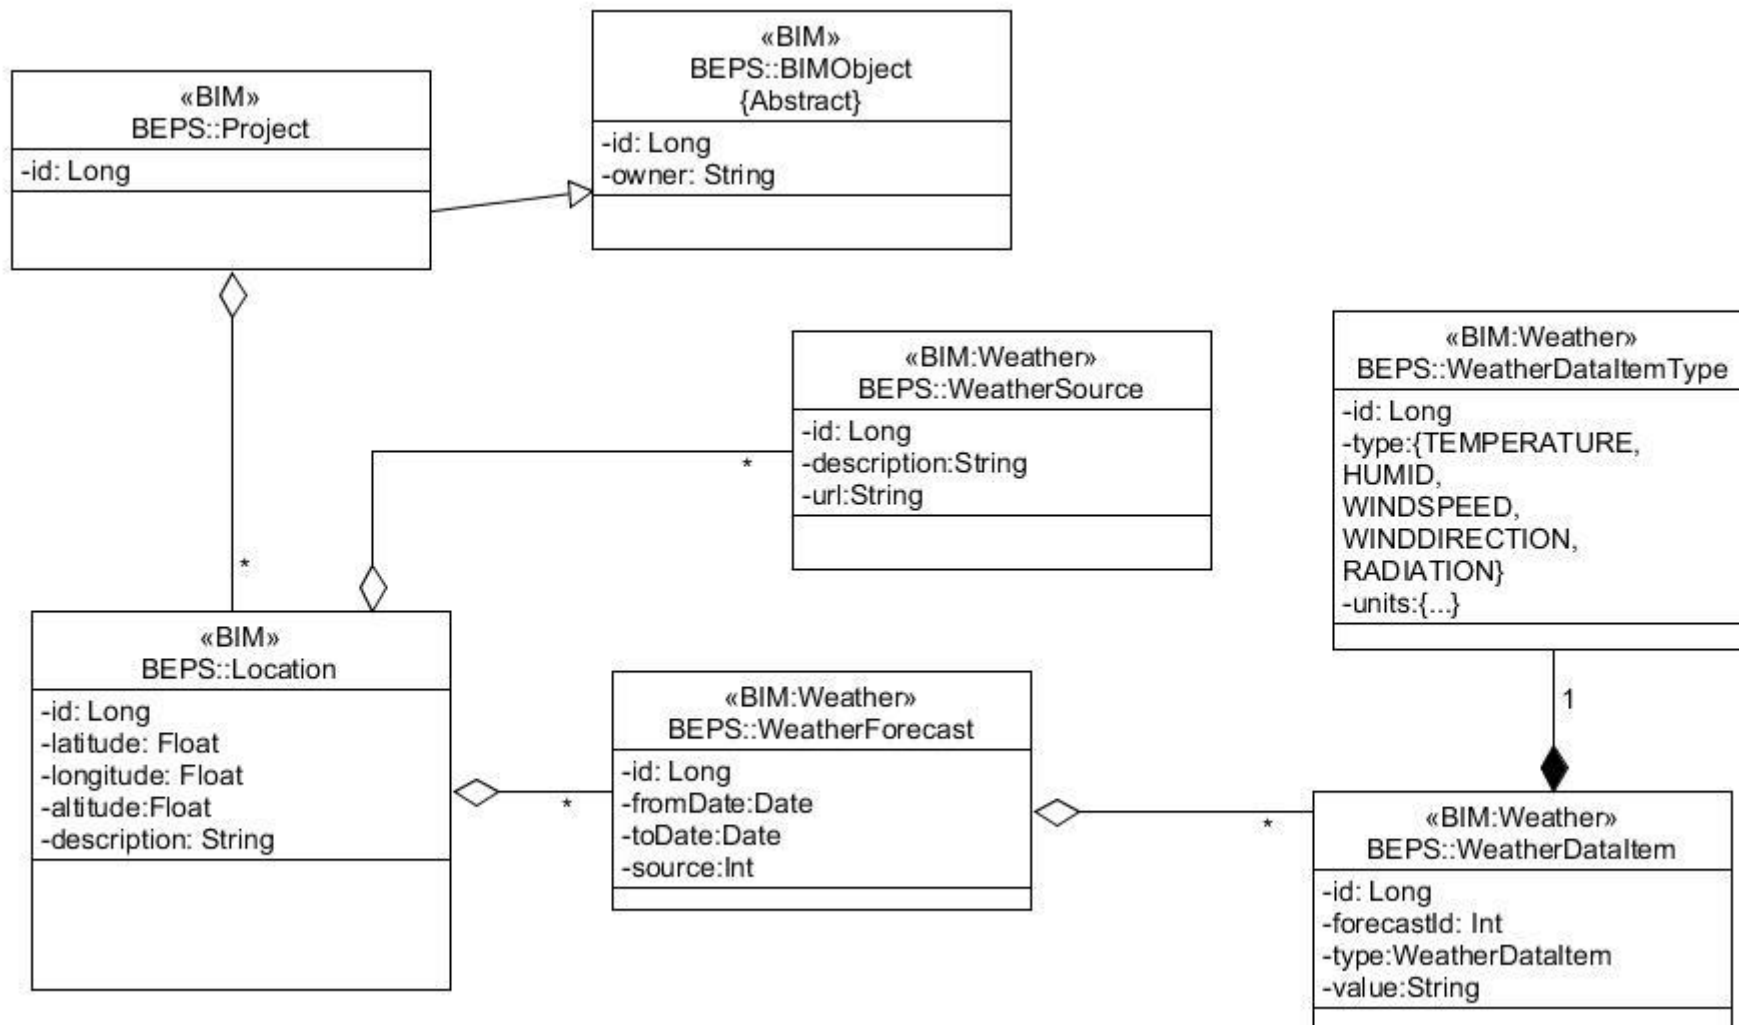 «BIM»
BEPS::Project
-id: Long
«BIM»
BEPS::BIMObject
{Abstract}
-id: Long
-owner: String
«BIM:Weather»
BEPS::WeatherSource
-id: Long
-description:String
-url:String
*
«BIM:Weather»
BEPS::WeatherDataItemType
-id: Long
-type:{TEMPERATURE,
HUMID,
WINDSPEED,
WINDDIRECTION,
RADIATION}
-units:{...}
*
«BIM»
BEPS::Location
-id: Long
-latitude: Float
-longitude: Float
-altitude:Float
-description: String
*
«BIM:Weather»
BEPS::WeatherForecast
-id: Long
-fromDate:Date
-toDate:Date
-source:Int
*
1
«BIM:Weather»
BEPS::WeatherDataItem
-id: Long
-forecastId: Int
-type:WeatherDataItem
-value:String